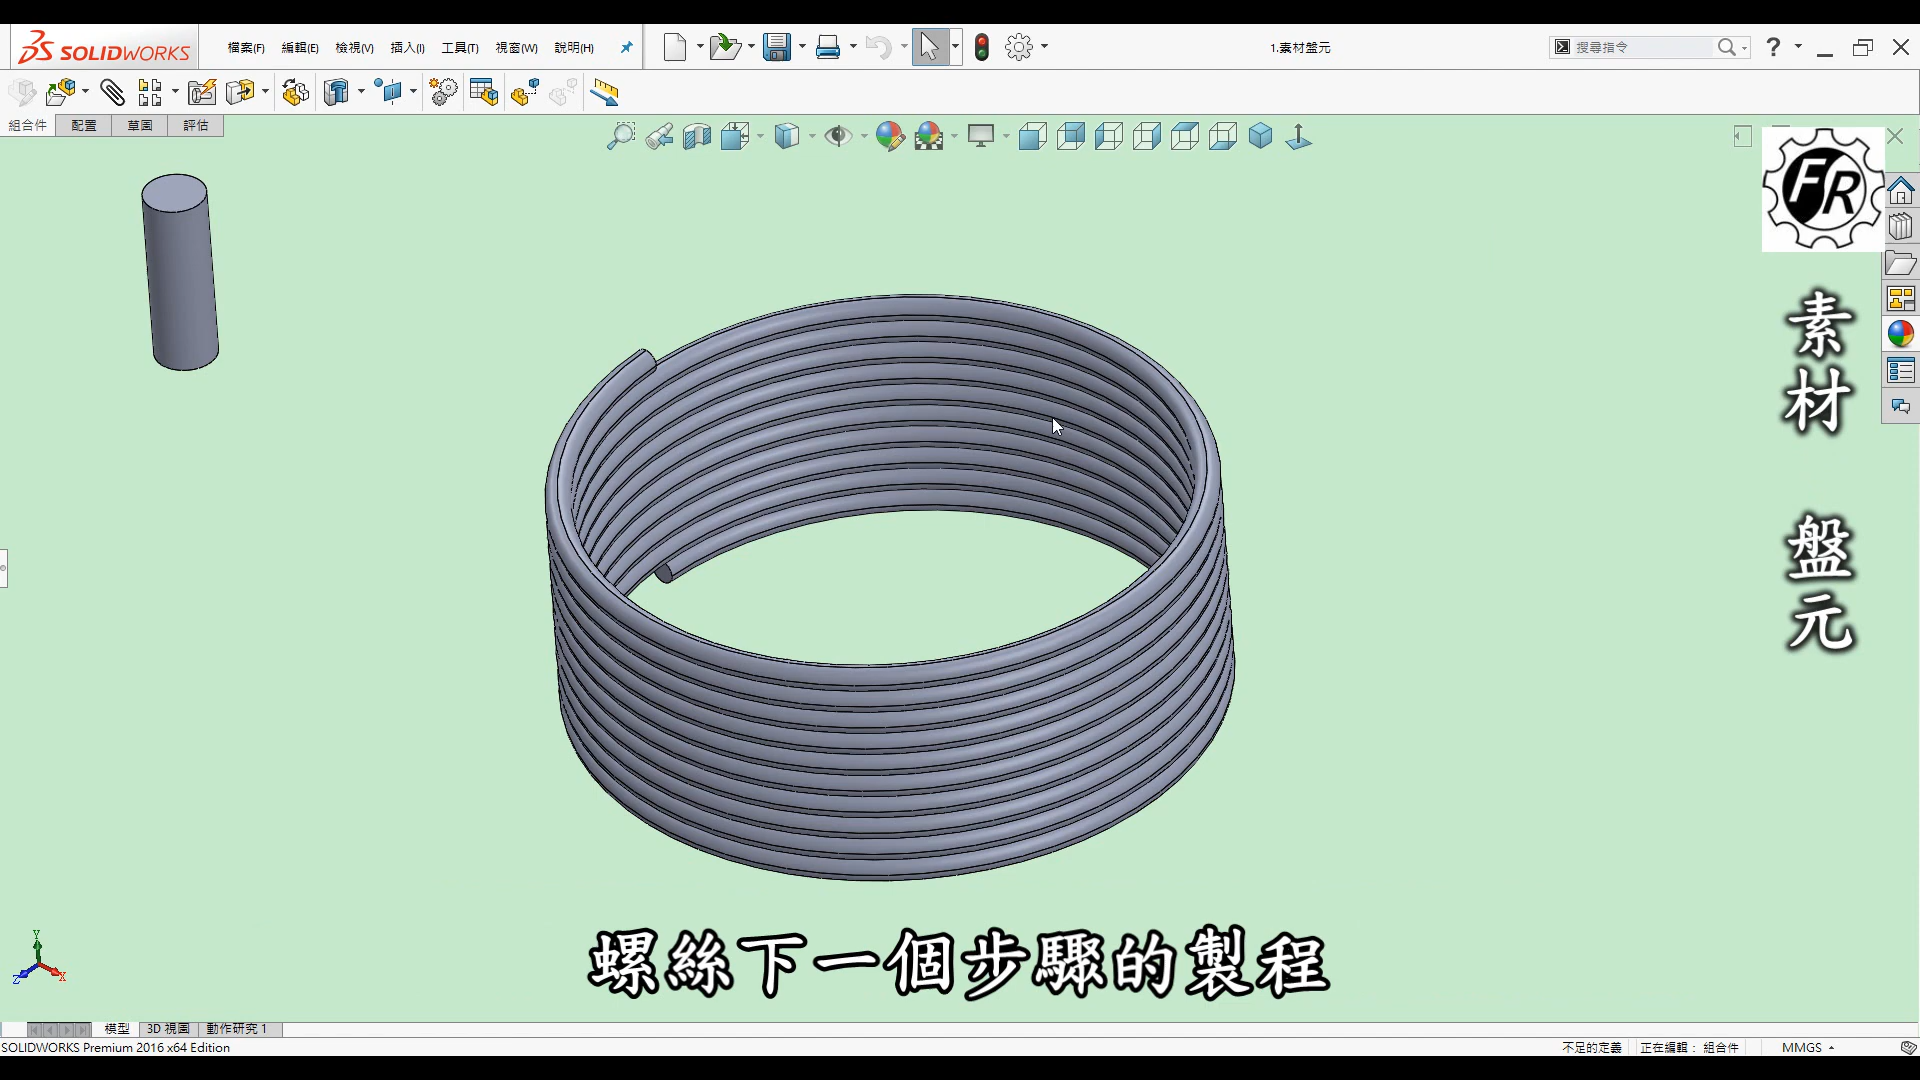 SOLIDWORKS
檔案(F) 編輯(E) 檢視(V) 插入(I) 工具(T) 視窗(W) 說明(H)
1.素材盤元
搜尋指令
組合件 配置 草圖 評估
FR
素材
盤元
螺絲下一個步驟的製程
Y
Z
X
模型 3D 視圖 動作研究 1
SOLIDWORKS Premium 2016 x64 Edition
不足的定義 正在編輯： 組合件 MMGS